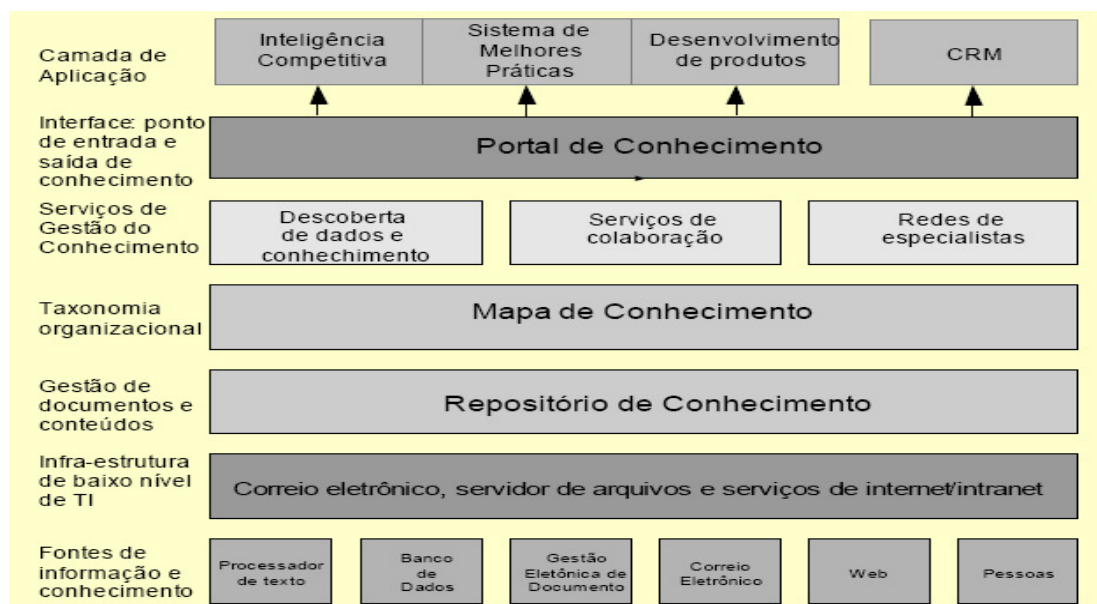 Camada de
Aplicação
Inteligência
Competitiva
Sistema de
Melhores
Práticas
Desenvolvimento
de produtos
CRM
Interface: ponto
de entrada e
saída de
conhecimento
Portal de Conhecimento
Serviços de
Gestão do
Conhecimento
Descoberta
de dados e
conhechimento
Serviços de
colaboração
Redes de
especialistas
Taxonomia
organizacional
Mapa de Conhecimento
Gestão de
documentos e
conteúdos
Repositório de Conhecimento
Infra-estrutura
de baixo nível
de TI
Correio eletrônico, servidor de arquivos e serviços de internet/intranet
Fontes de
informação e
conhecimento
Processador
de texto
Banco
de
Dados
Gestão
Eletônica de
Documento
Correio
Eletrônico
Web
Pessoas